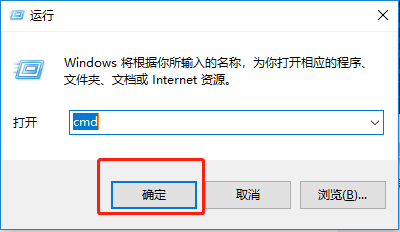 运行
Windows 将根据你所输入的名称，为你打开相应的程序、
文件夹、文档或 Internet 资源。
打开
cmd
确定 取消 浏览(B)...